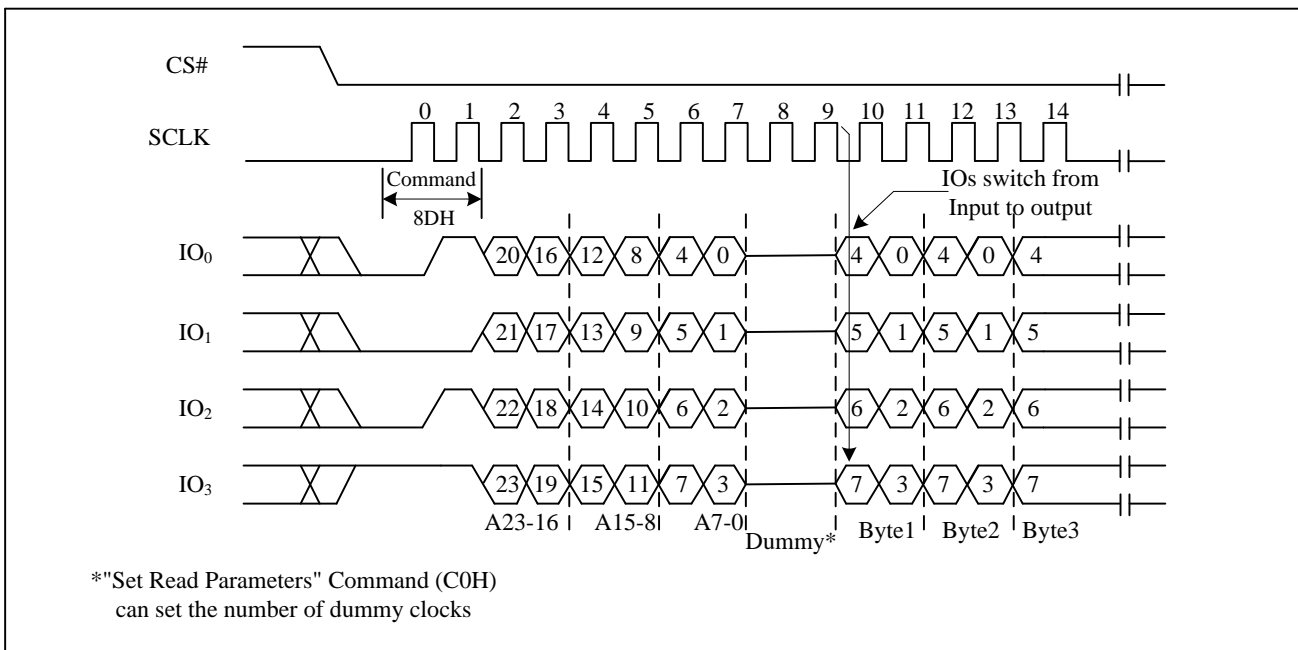 CS#
0 1 2 3 4 5 6 7 8 9 10 11 12 13 14
SCLK
Command
8DH
IOs switch from
Input to output
IO₀ 20 16 12 8 4 0 4 0 4 0 4
IO₁ 21 17 13 9 5 1 5 1 5 1 5
IO₂ 22 18 14 10 6 2 6 2 6 2 6
IO₃ 23 19 15 11 7 3 7 3 7 3 7
A23-16 A15-8 A7-0 Dummy* Byte1 Byte2 Byte3
*"Set Read Parameters" Command (C0H)
can set the number of dummy clocks